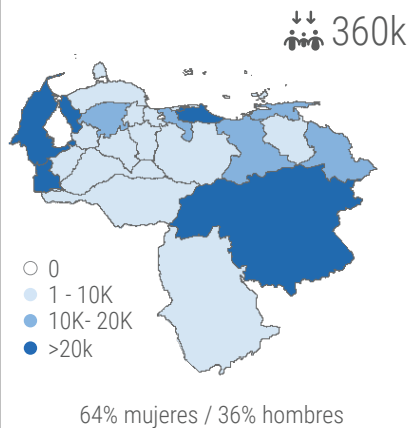 360k
0
1 - 10K
10K- 20K
>20k
64% mujeres / 36% hombres